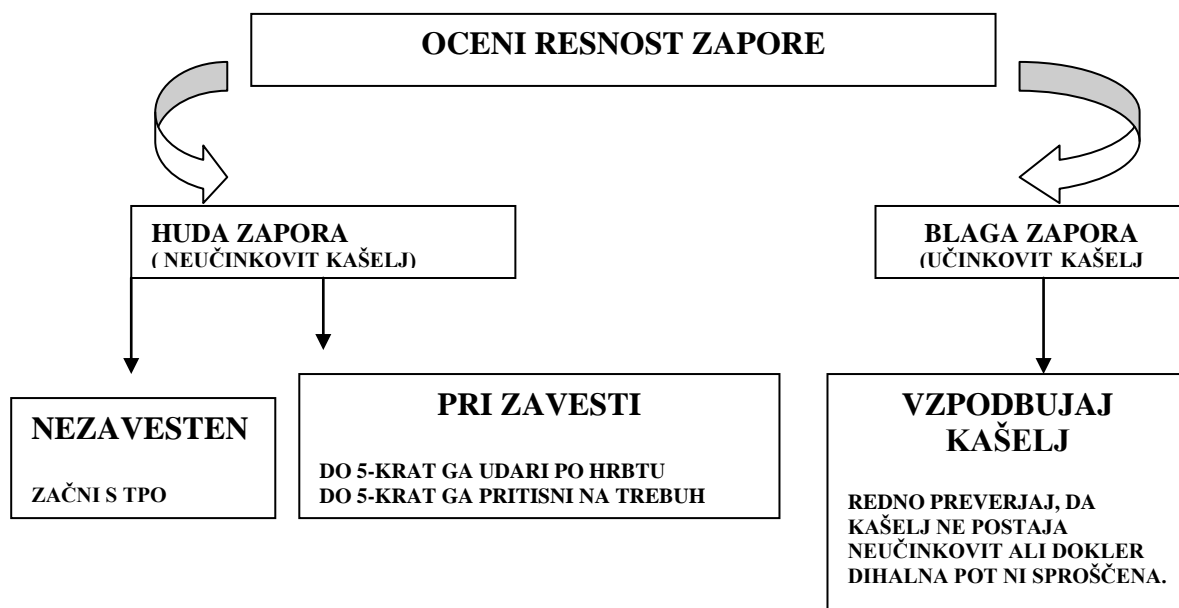 OCENI RESNOST ZAPORE
HUDA ZAPORA
( NEUČINKOVIT KAŠELJ)
BLAGA ZAPORA
(UČINKOVIT KAŠELJ
NEZAVESTEN
ZAČNI S TPO
PRI ZAVESTI
DO 5-KRAT GA UDARI PO HRBTU
DO 5-KRAT GA PRITISNI NA TREBUH
VZPODBUJAJ
KAŠELJ
REDNO PREVERJAJ, DA
KAŠELJ NE POSTAJA
NEUČINKOVIT ALI DOKLER
DIHALNA POT NI SPROŠČENA.